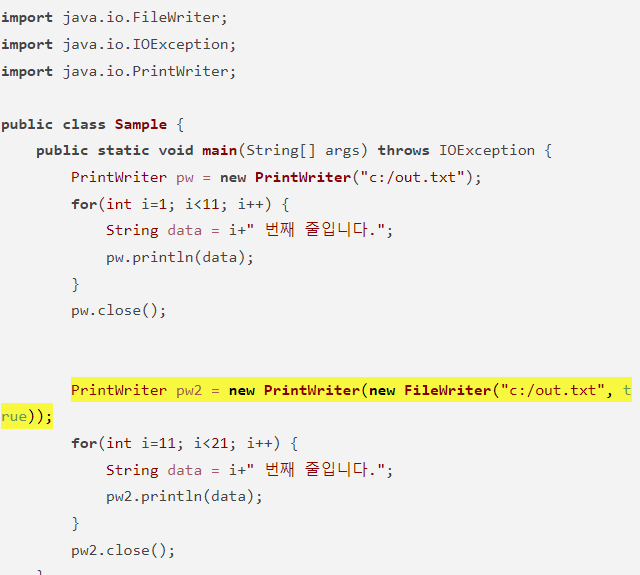 import java.io.FileWriter;
import java.io.IOException;
import java.io.PrintWriter;
public class Sample {
public static void main(String[] args) throws IOException {
PrintWriter pw = new PrintWriter("c:/out.txt");
for(int i=1; i<11; i++) {
String data = i+" 번째 줄입니다.";
pw.println(data);
}
pw.close();
PrintWriter pw2 = new PrintWriter(new FileWriter("c:/out.txt", t
rue));
for(int i=11; i<21; i++) {
String data = i+" 번째 줄입니다.";
pw2.println(data);
}
pw2.close();
}